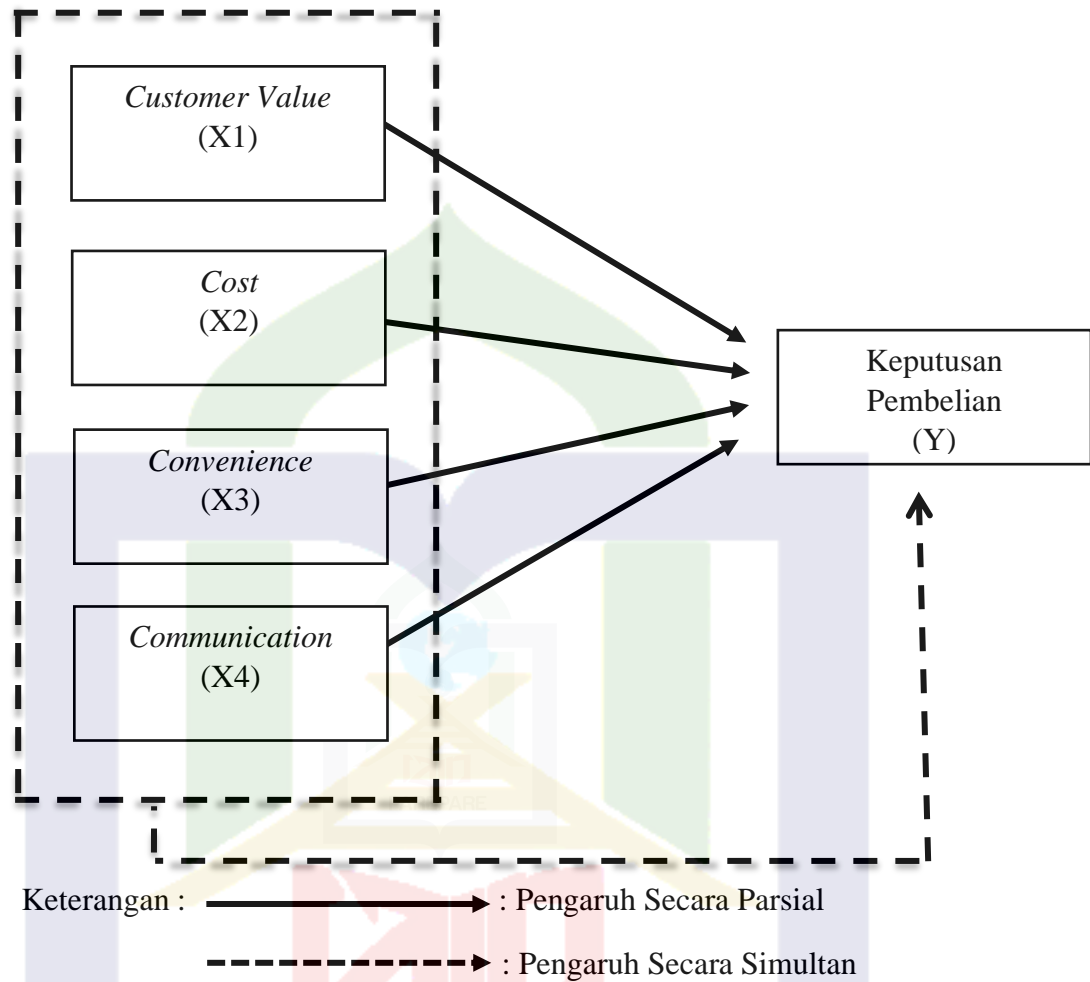 Customer Value
(X1)
Cost
(X2)
Convenience
(X3)
Communication
(X4)
Keputusan
Pembelian
(Y)
Keterangan : : Pengaruh Secara Parsial
: Pengaruh Secara Simultan